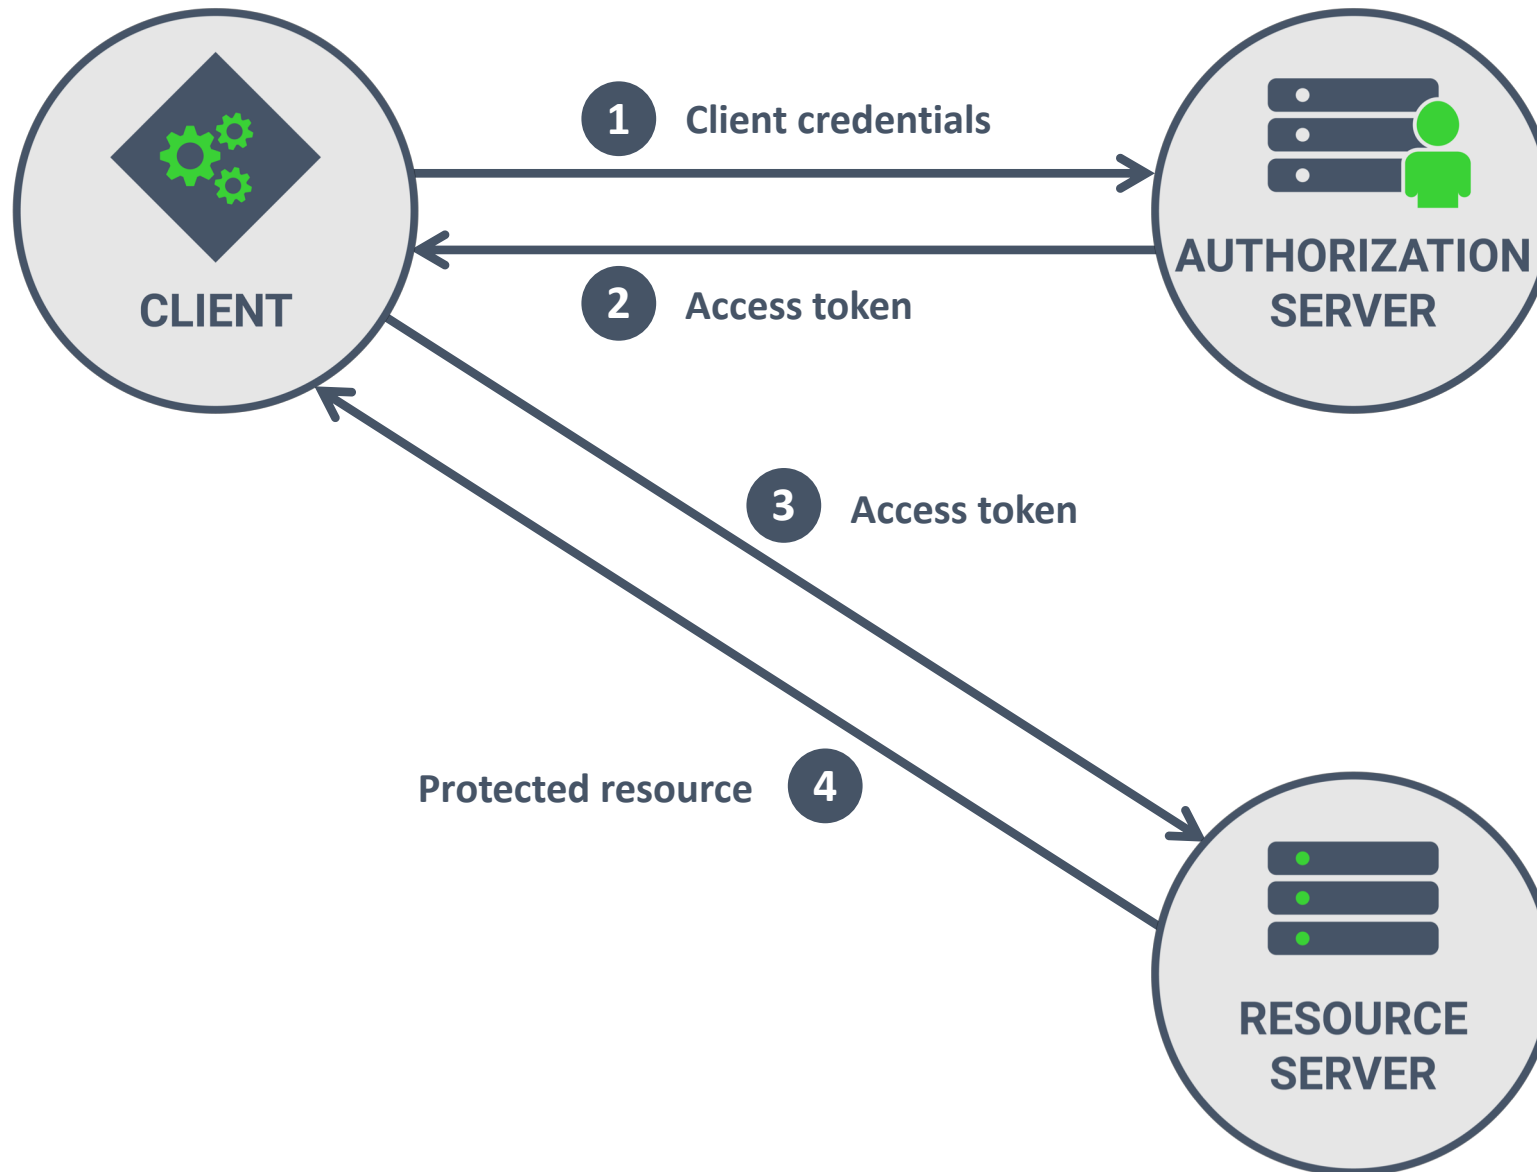 1 Client credentials
CLIENT
AUTHORIZATION
SERVER
2 Access token
3 Access token
Protected resource 4
RESOURCE
SERVER